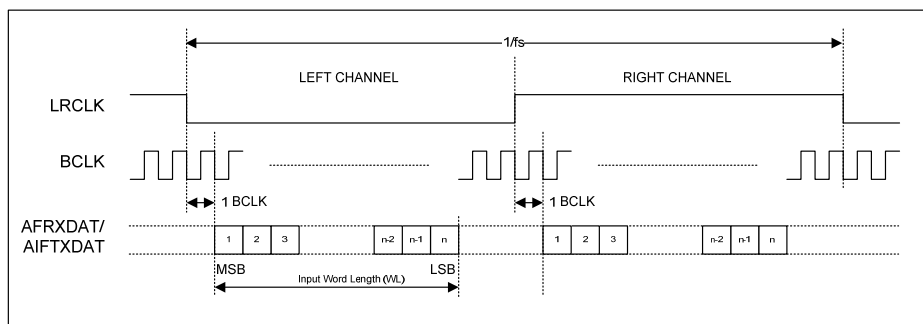 1/fs
LEFT CHANNEL RIGHT CHANNEL
LRCLK
BCLK
1 BCLK 1 BCLK
AFRXDAT/
AIFTXDAT
1 2 3 n-2 n-1 n 1 2 3 n-2 n-1 n
MSB LSB
Input Word Length (WL)